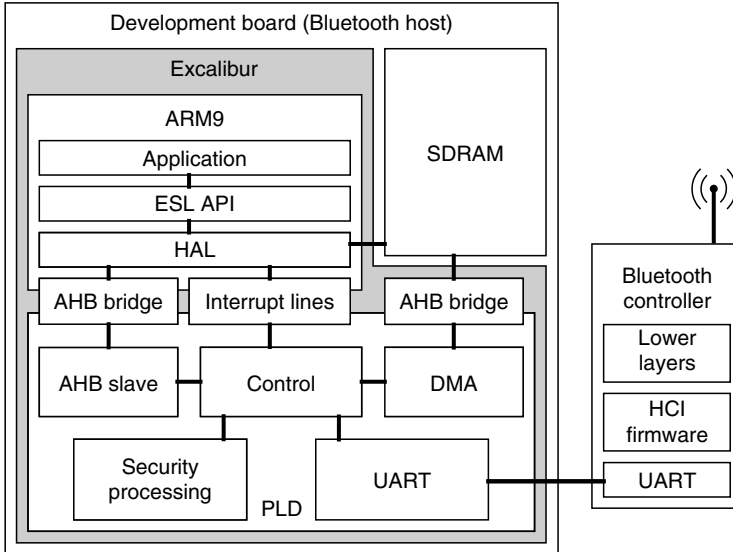 Development board (Bluetooth host)
Excalibur
ARM9
Application
ESL API
HAL
SDRAM
AHB bridge
Interrupt lines
AHB bridge
AHB slave
Control
DMA
Security
processing
UART
PLD
Bluetooth
controller
Lower
layers
HCI
firmware
UART